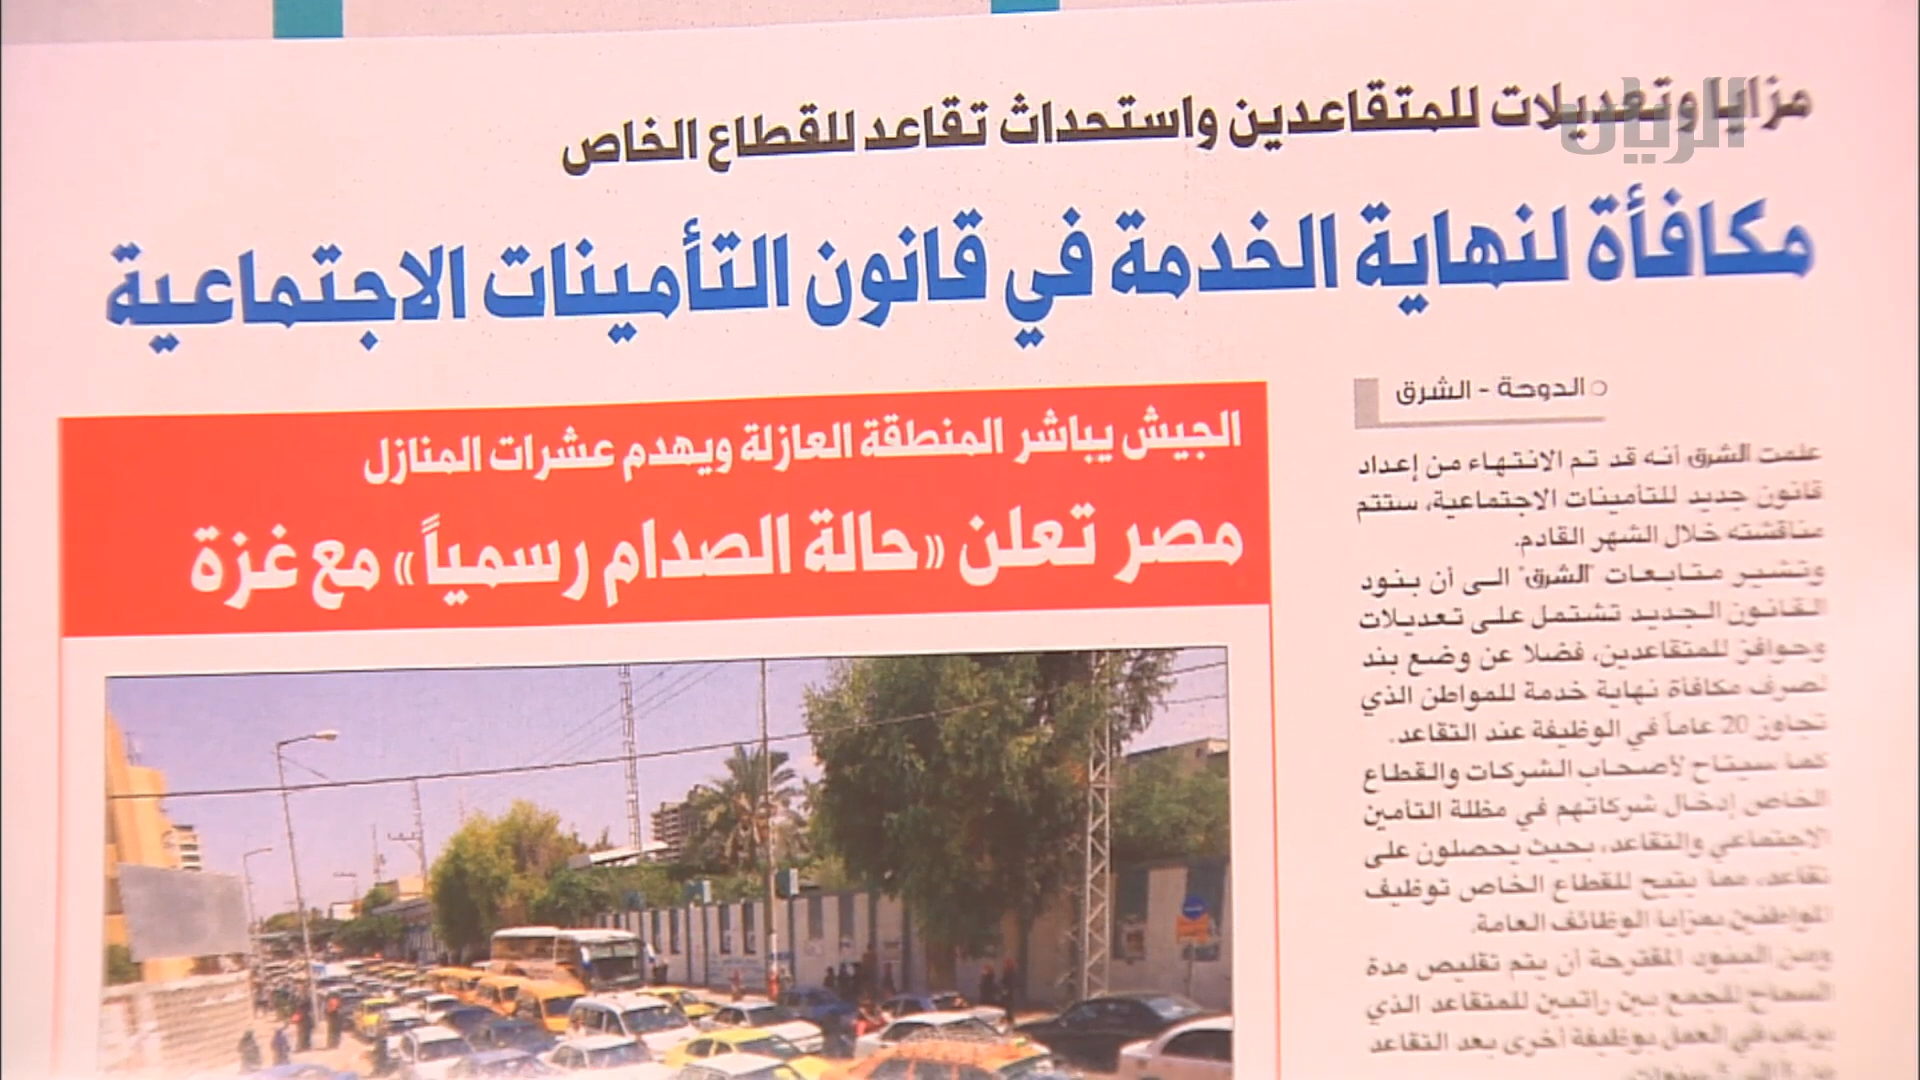 الريان
مزايا وتعديلات للمتقاعدين واستحداث تقاعد للقطاع الخاص
مكافأة لنهاية الخدمة في قانون التأمينات الاجتماعية
الدوحة - الشرق
علمت الشرق أنه قد تم الانتهاء من إعداد
قانون جديد للتأمينات الاجتماعية، ستتم
مناقشته خلال الشهر القادم.
وتشير متابعات "الشرق" الى أن بنود
القانون الجديد تشتمل على تعديلات
وحوافز للمتقاعدين، فضلا عن وضع بند
لصرف مكافأة نهاية خدمة للمواطن الذي
تجاوز 20 عاماً في الوظيفة عند التقاعد.
كما سيتاح لأصحاب الشركات والقطاع
الخاص إدخال شركاتهم في مظلة التأمين
الاجتماعي والتقاعد، بحيث يحصلون على
تقاعد، مما يتيح للقطاع الخاص توظيف
المواطنين بمزايا الوظائف العامة.
ومن البنود المقترحة أن يتم تقليص مدة
السماح للجمع بين راتبين للمتقاعد الذي
يرغب في العمل بوظيفة أخرى بعد التقاعد
الجيش يباشر المنطقة العازلة ويهدم عشرات المنازل
مصر تعلن «حالة الصدام رسمياً» مع غزة